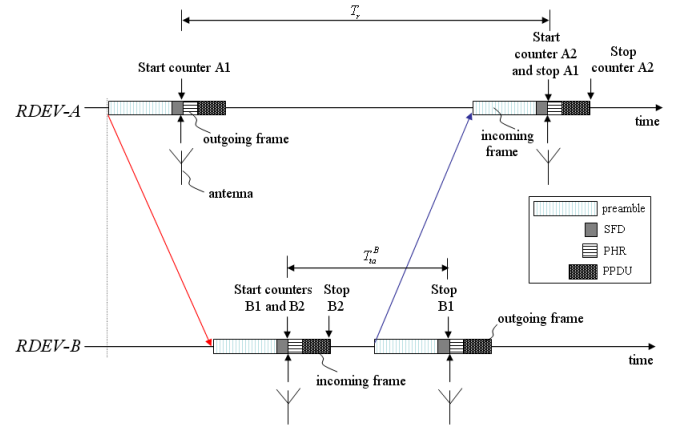 T_r
Start counter A1
Start
counter A2
and stop A1
Stop
counter A2
RDEV-A
time
outgoing frame
incoming
frame
antenna
preamble
SFD
PHR
PPDU
T_ta^B
Start counters
B1 and B2
Stop
B2
Stop
B1
outgoing frame
RDEV-B
time
incoming frame